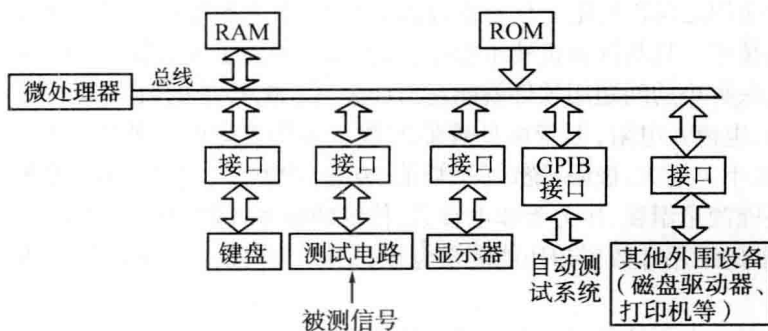 RAM
ROM
总线
微处理器
接口
接口
接口
GPIB
接口
接口
键盘
测试电路
显示器
自动测
试系统
其他外围设备
(磁盘驱动器、
打印机等)
被测信号